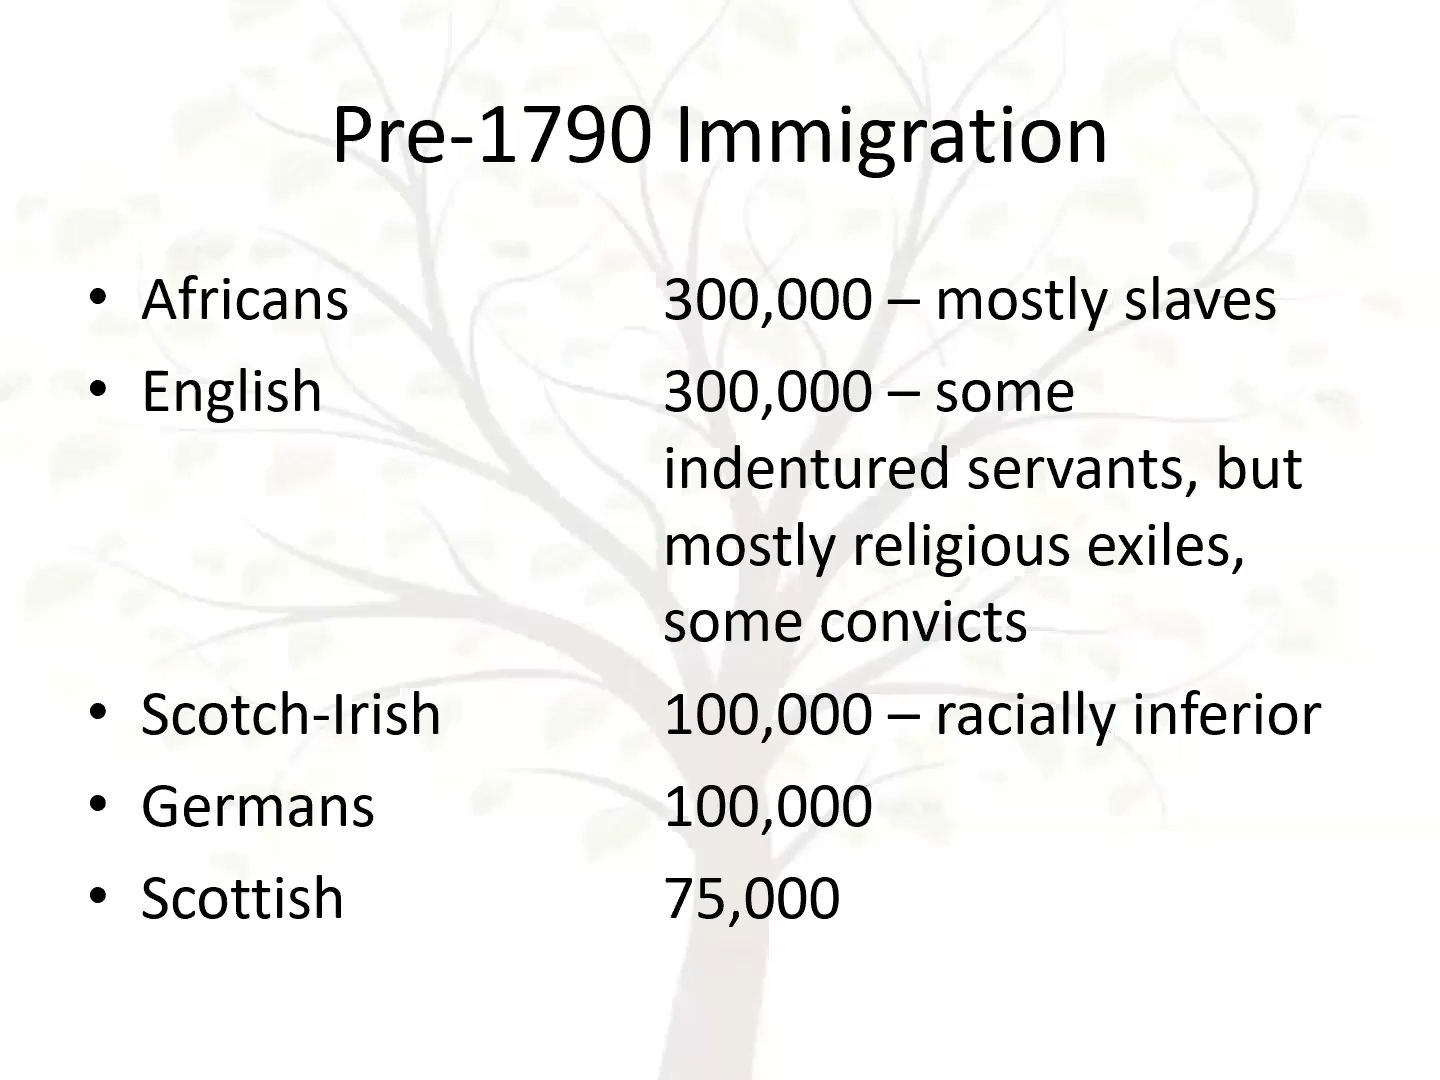 Pre-1790 Immigration
• Africans 300,000 – mostly slaves
• English 300,000 – some
indentured servants, but
mostly religious exiles,
some convicts
• Scotch-Irish 100,000 – racially inferior
• Germans 100,000
• Scottish 75,000